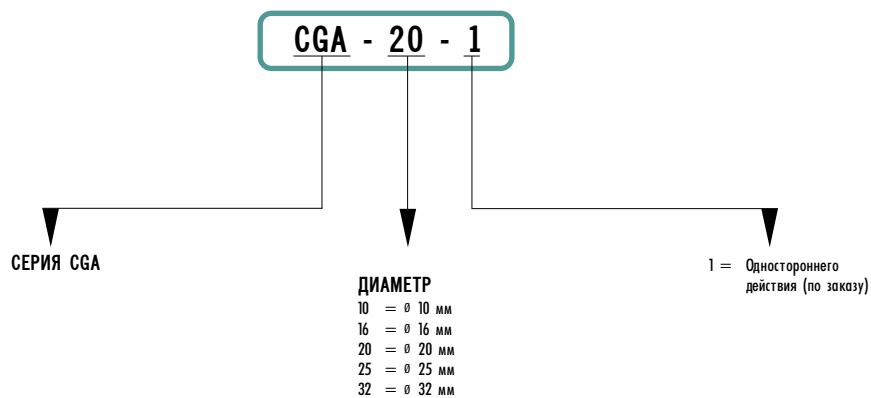 CGA - 20 - 1
СЕРИЯ CGA
ДИАМЕТР
10 = ø 10 мм
16 = ø 16 мм
20 = ø 20 мм
25 = ø 25 мм
32 = ø 32 мм
1 = Одностороннего
действия (по заказу)